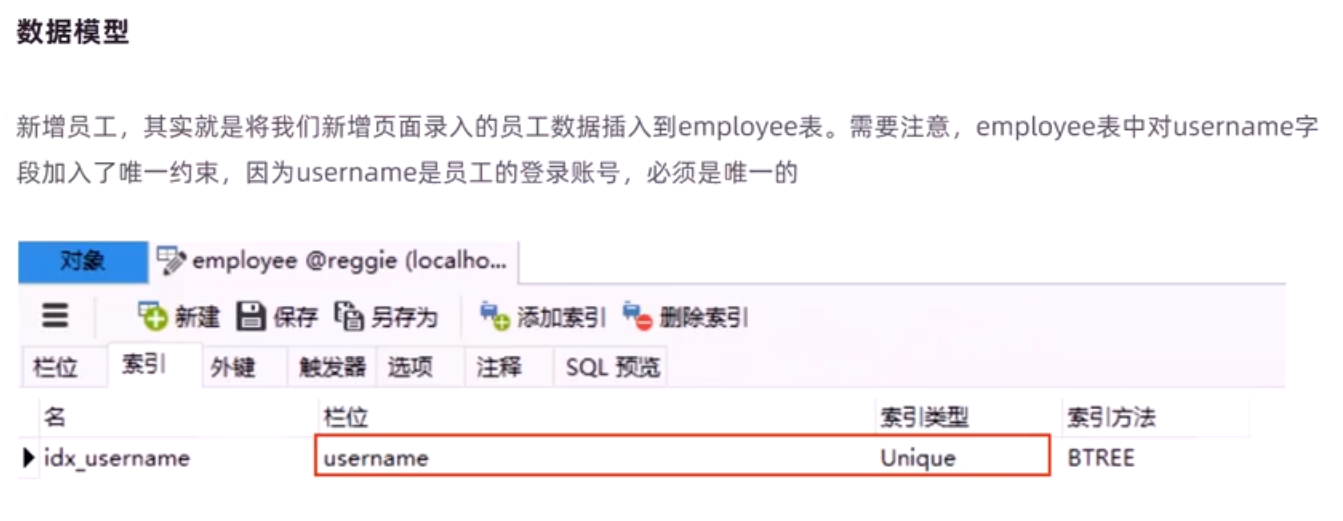 数据模型
新增员工，其实就是将我们新增页面录入的员工数据插入到employee表。需要注意，employee表中对username字
段加入了唯一约束，因为username是员工的登录账号，必须是唯一的
对象 employee @reggie (localho...
新建 保存 另存为 添加索引 删除索引
栏位 索引 外键 触发器 选项 注释 SQL 预览
名 栏位 索引类型 索引方法
idx_username username Unique BTREE